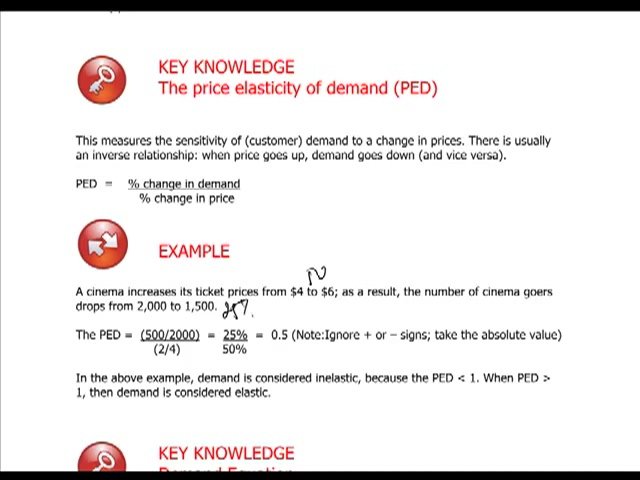 KEY KNOWLEDGE
The price elasticity of demand (PED)
This measures the sensitivity of (customer) demand to a change in prices. There is usually
an inverse relationship: when price goes up, demand goes down (and vice versa).
PED = % change in demand
% change in price
EXAMPLE
A cinema increases its ticket prices from $4 to $6; as a result, the number of cinema goers
drops from 2,000 to 1,500.
The PED = (500/2000) = 25% = 0.5 (Note:Ignore + or – signs; take the absolute value)
(2/4) 50%
In the above example, demand is considered inelastic, because the PED < 1. When PED >
1, then demand is considered elastic.
KEY KNOWLEDGE
Demand Equation